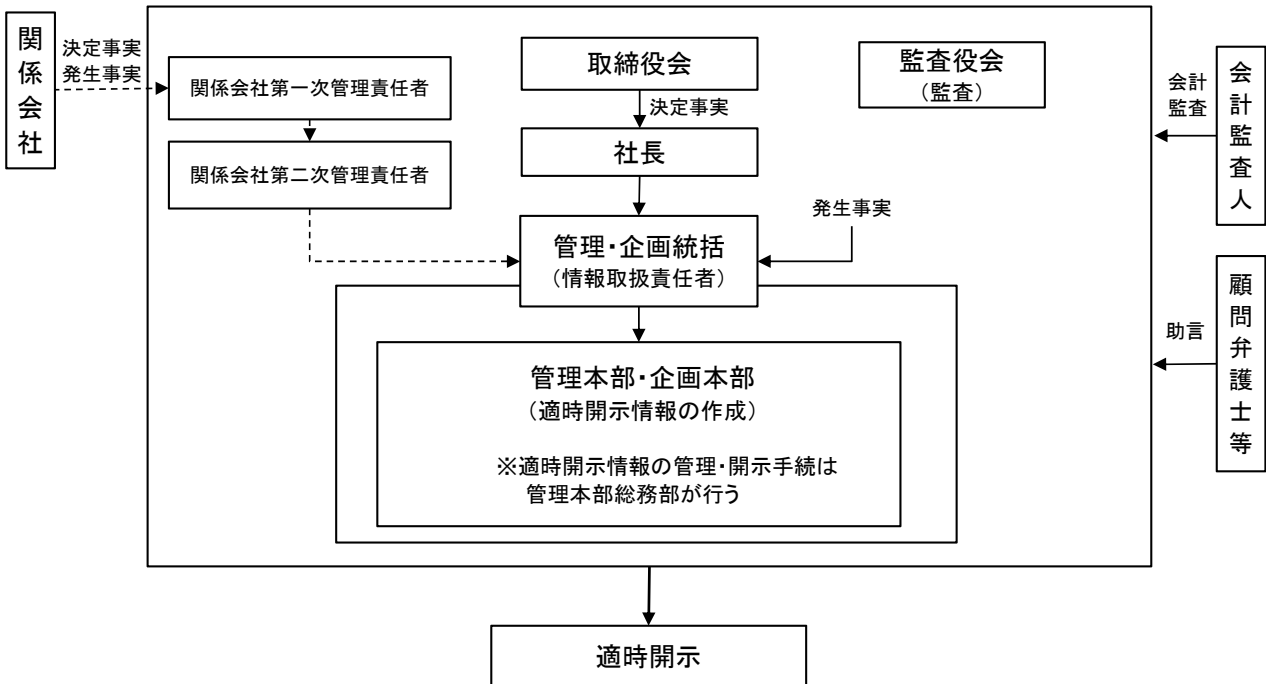 関係会社
決定事実
発生事実
関係会社第一次管理責任者
関係会社第二次管理責任者
取締役会
決定事実
社長
監査役会
（監査）
発生事実
管理・企画統括
（情報取扱責任者）
管理本部・企画本部
（適時開示情報の作成）
※適時開示情報の管理・開示手続は
管理本部総務部が行う
会計
監査
会計監査人
助言
顧問弁護士等
適時開示